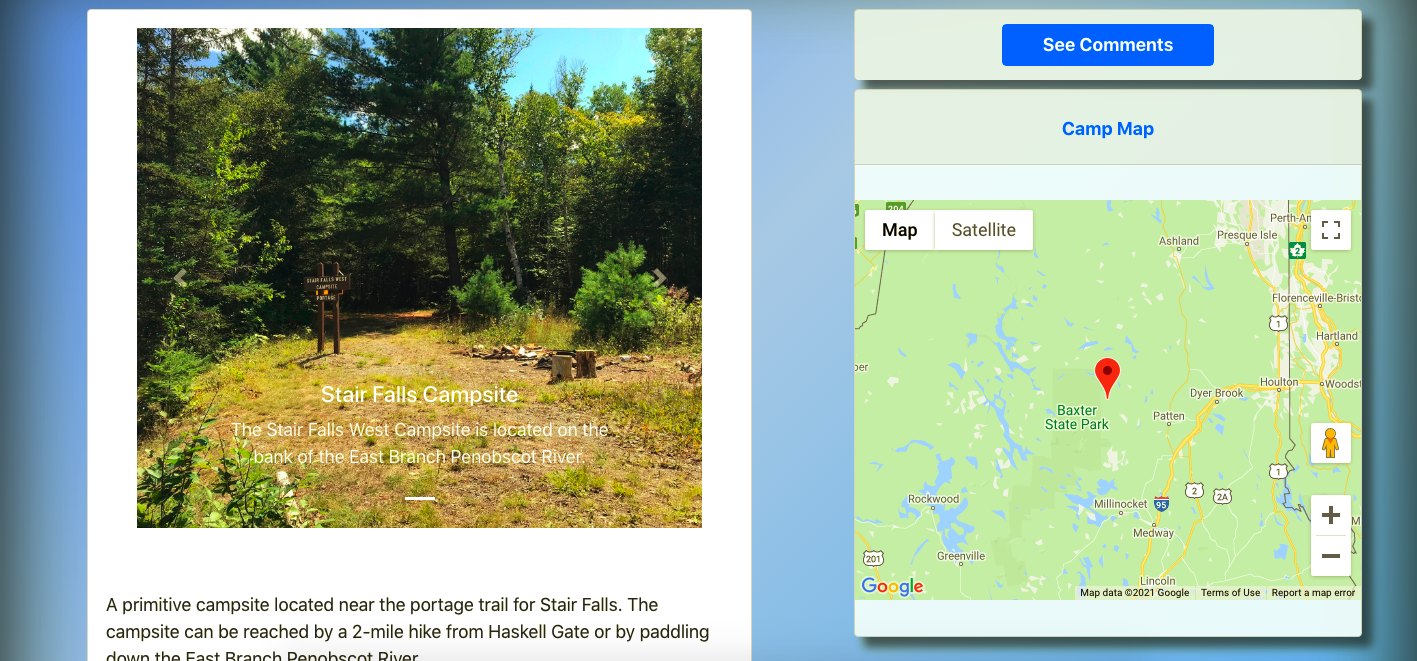 STAIR FALLS WEST
CAMPSITE
PORTAGE
Stair Falls Campsite
The Stair Falls West Campsite is located on the
bank of the East Branch Penobscot River.
A primitive campsite located near the portage trail for Stair Falls. The
campsite can be reached by a 2-mile hike from Haskell Gate or by paddling
down the East Branch Penobscot River
See Comments
Camp Map
204
Map
Satellite
Perth-An
Presque Isle
Ashland
2
Florenceville-Bristo
1
Hartland
per
Houlton
Woodst
Dyer Brook
Baxter
State Park
Patten
1
2
2A
Rockwood
Millinocket
95
M
Medway
201
Greenville
Lincoln
Google
Map data ©2021 Google
Terms of Use
Report a map error